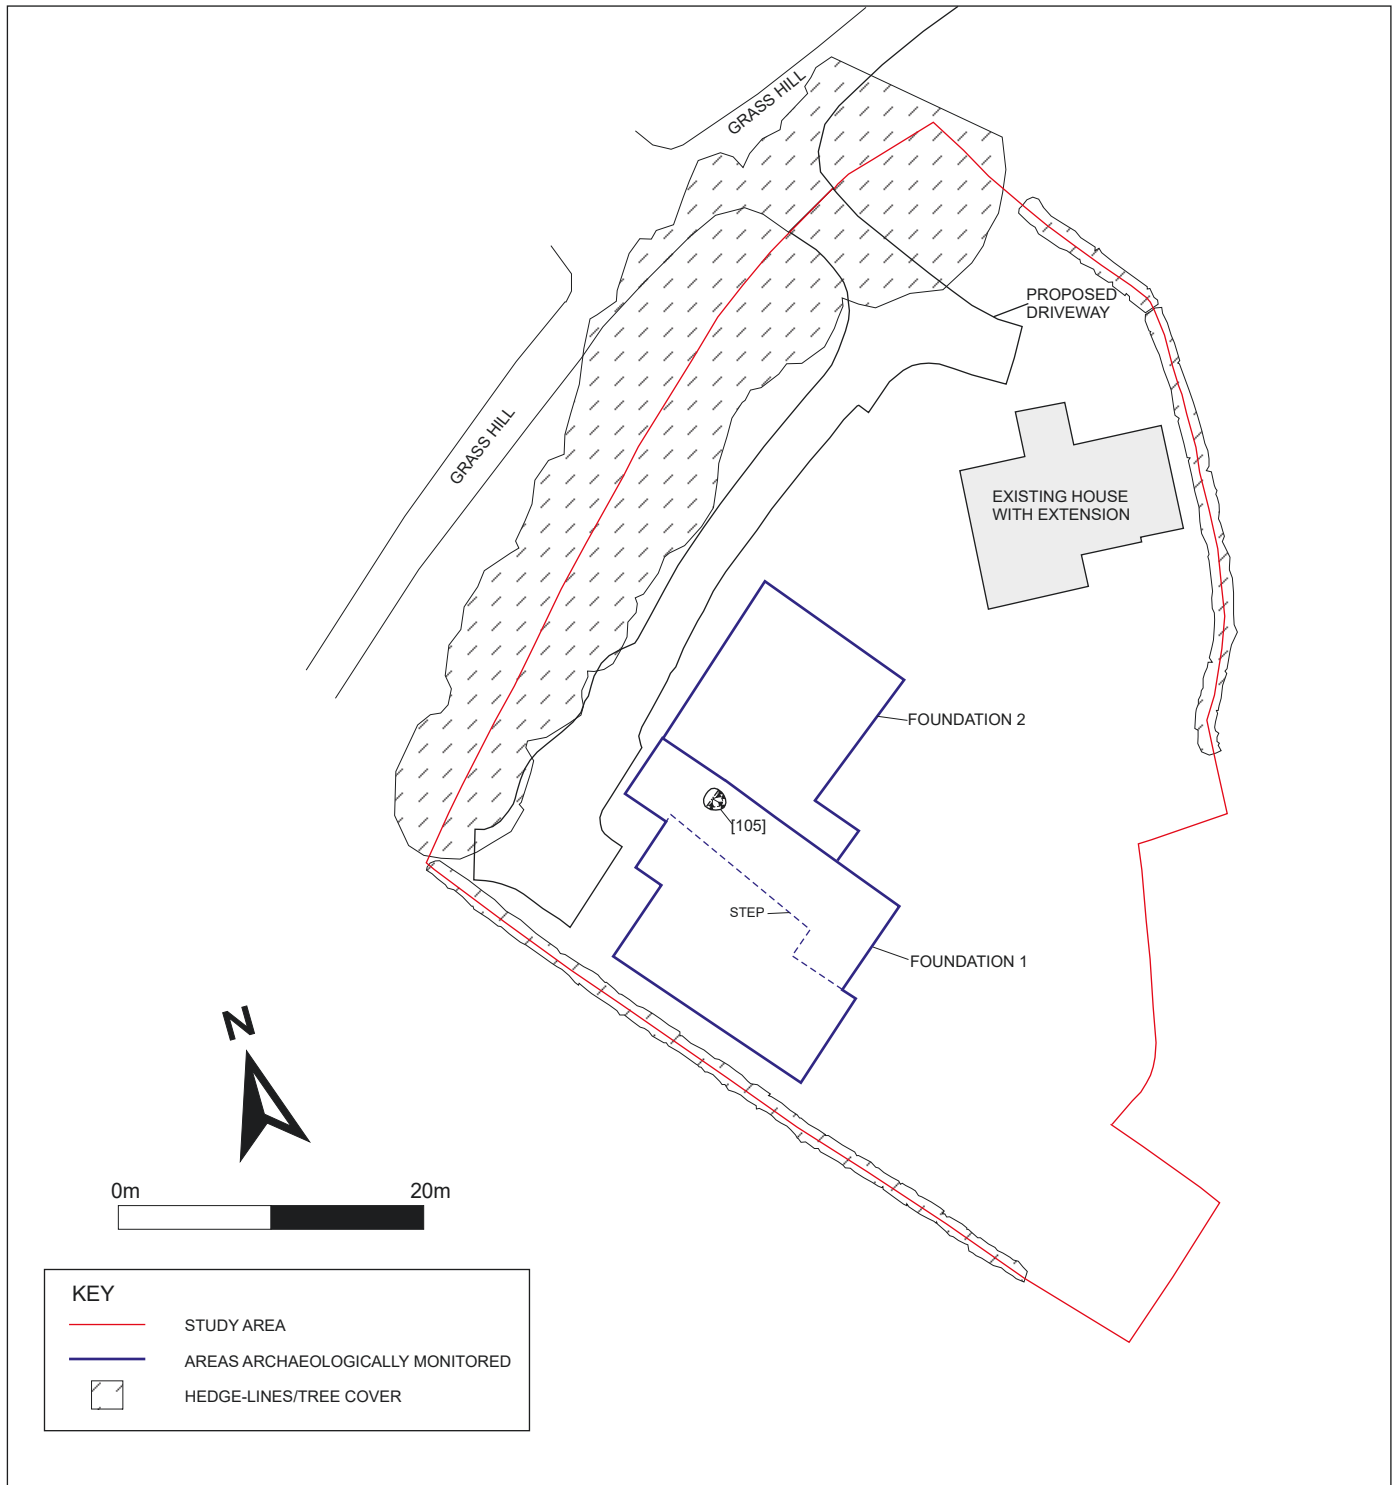 GRASS HILL
PROPOSED
DRIVEWAY
GRASS HILL
EXISTING HOUSE
WITH EXTENSION
FOUNDATION 2
[105]
STEP
FOUNDATION 1
N
0m 20m
KEY
STUDY AREA
AREAS ARCHAEOLOGICALLY MONITORED
HEDGE-LINES/TREE COVER